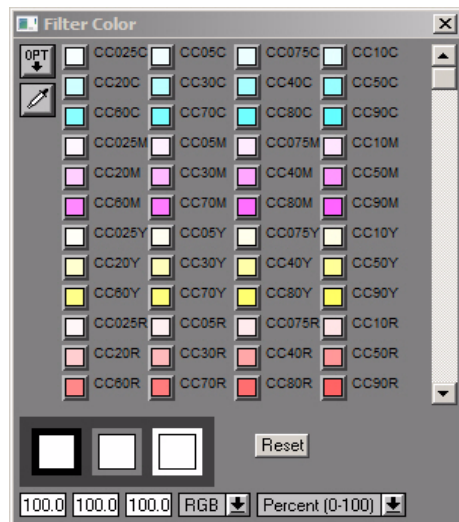 Filter Color
OPT CC025C CC05C CC075C CC10C
CC20C CC30C CC40C CC50C
CC60C CC70C CC80C CC90C
CC025M CC05M CC075M CC10M
CC20M CC30M CC40M CC50M
CC60M CC70M CC80M CC90M
CC025Y CC05Y CC075Y CC10Y
CC20Y CC30Y CC40Y CC50Y
CC60Y CC70Y CC80Y CC90Y
CC025R CC05R CC075R CC10R
CC20R CC30R CC40R CC50R
CC60R CC70R CC80R CC90R
Reset
100.0 100.0 100.0 RGB Percent (0-100)